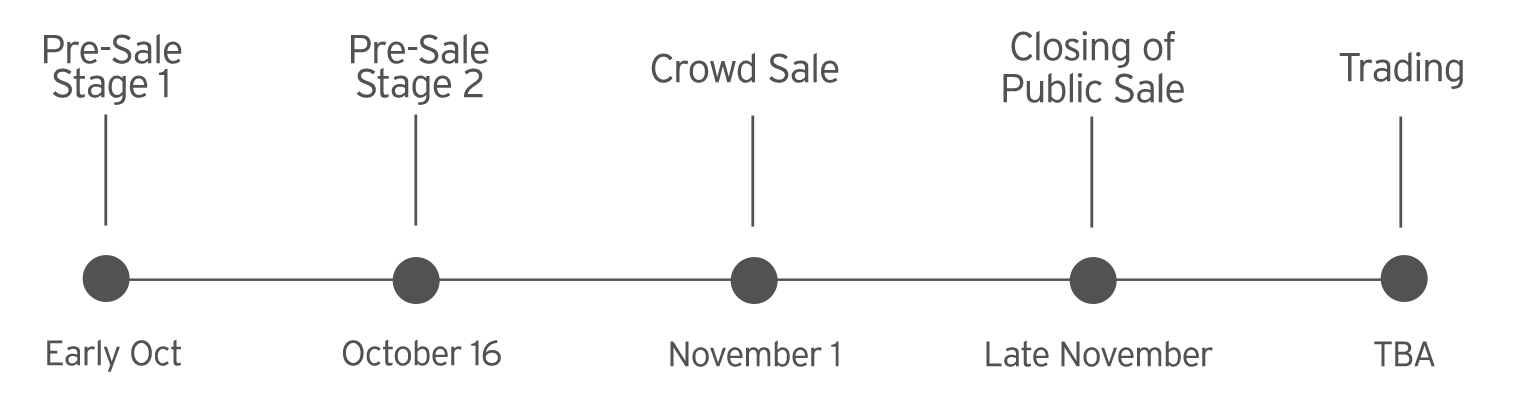 Pre-Sale
Stage 1
Pre-Sale
Stage 2
Crowd Sale
Closing of
Public Sale
Trading
Early Oct
October 16
November 1
Late November
TBA